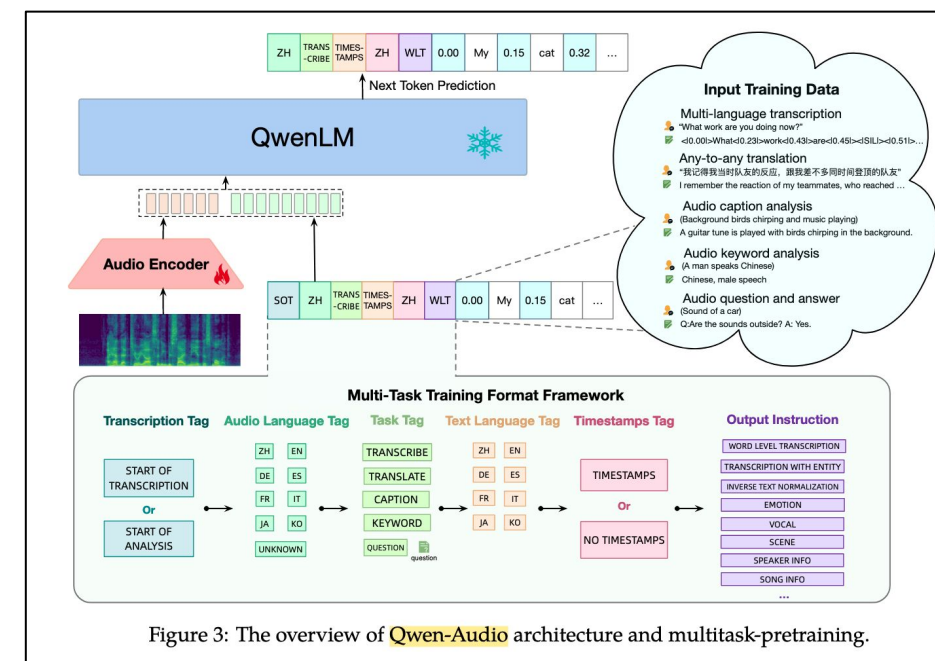 ZH TRANS-CRIBE TIMES-TAMPS ZH WLT 0.00 My 0.15 cat 0.32 ...
Next Token Prediction
QwenLM
Audio Encoder
SOT ZH TRANS-CRIBE TIMES-TAMPS ZH WLT 0.00 My 0.15 cat ...
Input Training Data
Multi-language transcription
“What work are you doing now?”
<|0.00|>What<|0.23|>work<|0.43|>are<|0.45|><|SIL|><|0.51|>...
Any-to-any translation
“我记得我当时队友的反应，跟我差不多同时登顶的队友”
I remember the reaction of my teammates, who reached ...
Audio caption analysis
(Background birds chirping and music playing)
A guitar tune is played with birds chirping in the background.
Audio keyword analysis
(A man speaks Chinese)
Chinese, male speech
Audio question and answer
(Sound of a car)
Q:Are the sounds outside? A: Yes.
Multi-Task Training Format Framework
Transcription Tag
START OF TRANSCRIPTION
Or
START OF ANALYSIS
Audio Language Tag
ZH EN
DE ES
FR IT
JA KO
UNKNOWN
Task Tag
TRANSCRIBE
TRANSLATE
CAPTION
KEYWORD
QUESTION question
Text Language Tag
ZH EN
DE ES
FR IT
JA KO
Timestamps Tag
TIMESTAMPS
Or
NO TIMESTAMPS
Output Instruction
WORD LEVEL TRANSCRIPTION
TRANSCRIPTION WITH ENTITY
INVERSE TEXT NORMALIZATION
EMOTION
VOCAL
SCENE
SPEAKER INFO
SONG INFO
...
Figure 3: The overview of Qwen-Audio architecture and multitask-pretraining.